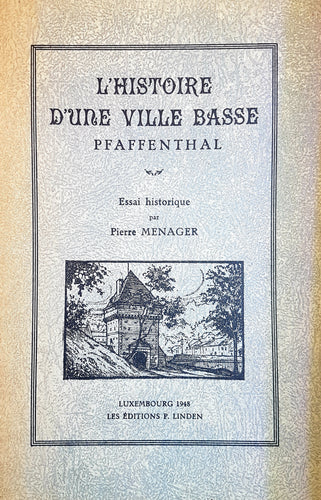 L'HISTOIRE
D'UNE VILLE BASSE
PFAFFENTHAL
Essai historique
par
Pierre MENAGER
LUXEMBOURG 1948
LES ÉDITIONS F. LINDEN